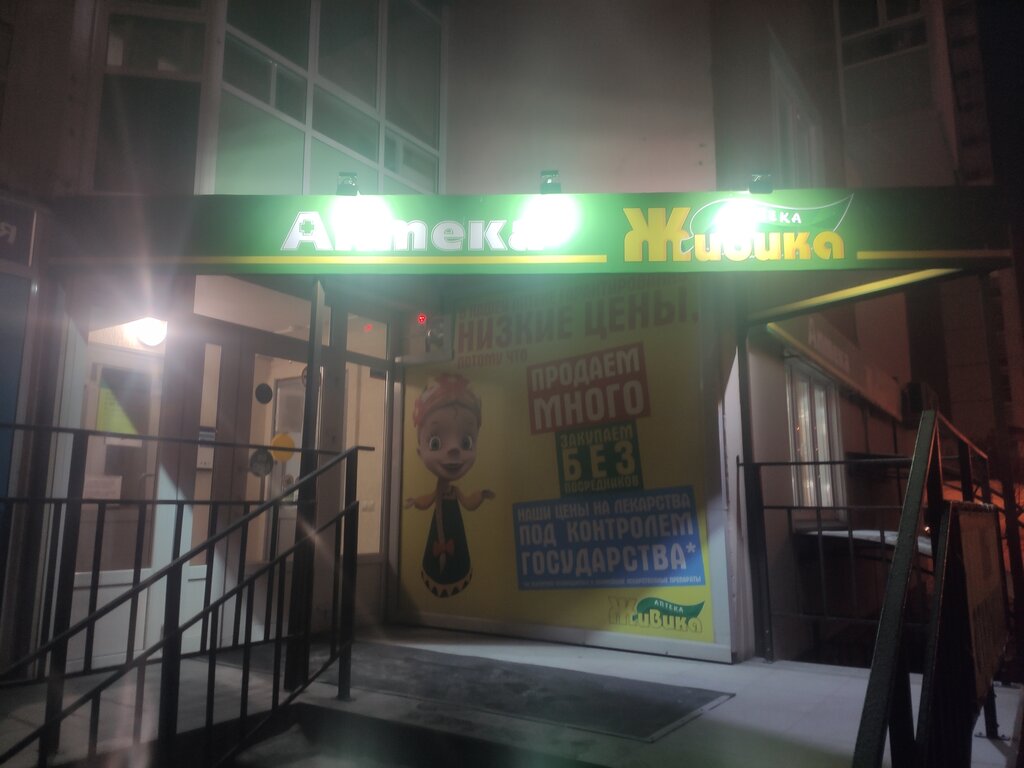 Аптека
АПТЕКА
Живика
НИЗКИЕ ЦЕНЫ,
ПОТОМУ ЧТО
ПРОДАЕМ
МНОГО
ЗАКУПАЕМ
БЕЗ
ПОСРЕДНИКОВ
НАШИ ЦЕНЫ НА ЛЕКАРСТВА
ПОД КОНТРОЛЕМ
ГОСУДАРСТВА*
АПТЕКА
Живика